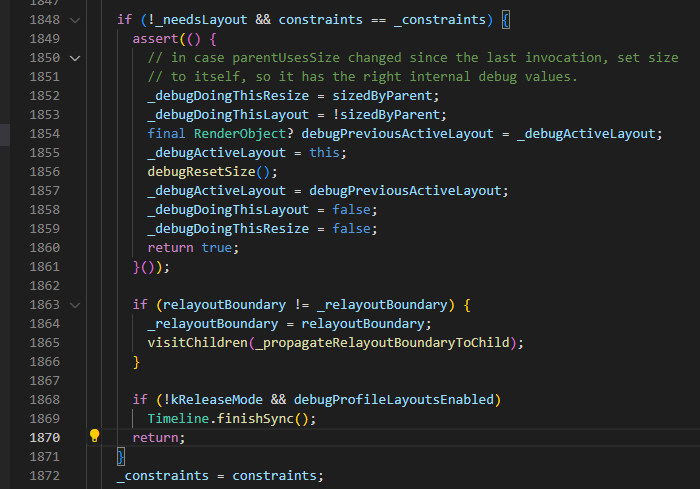 1847
1848 if (!_needsLayout && constraints == _constraints) {
1849 assert(() {
1850 // in case parentUsesSize changed since the last invocation, set size
1851 // to itself, so it has the right internal debug values.
1852 _debugDoingThisResize = sizedByParent;
1853 _debugDoingThisLayout = !sizedByParent;
1854 final RenderObject? debugPreviousActiveLayout = _debugActiveLayout;
1855 _debugActiveLayout = this;
1856 debugResetSize();
1857 _debugActiveLayout = debugPreviousActiveLayout;
1858 _debugDoingThisLayout = false;
1859 _debugDoingThisResize = false;
1860 return true;
1861 }());
1862
1863 if (relayoutBoundary != _relayoutBoundary) {
1864 _relayoutBoundary = relayoutBoundary;
1865 visitChildren(_propagateRelayoutBoundaryToChild);
1866 }
1867
1868 if (!kReleaseMode && debugProfileLayoutsEnabled)
1869 Timeline.finishSync();
1870 return;
1871 }
1872 _constraints = constraints;